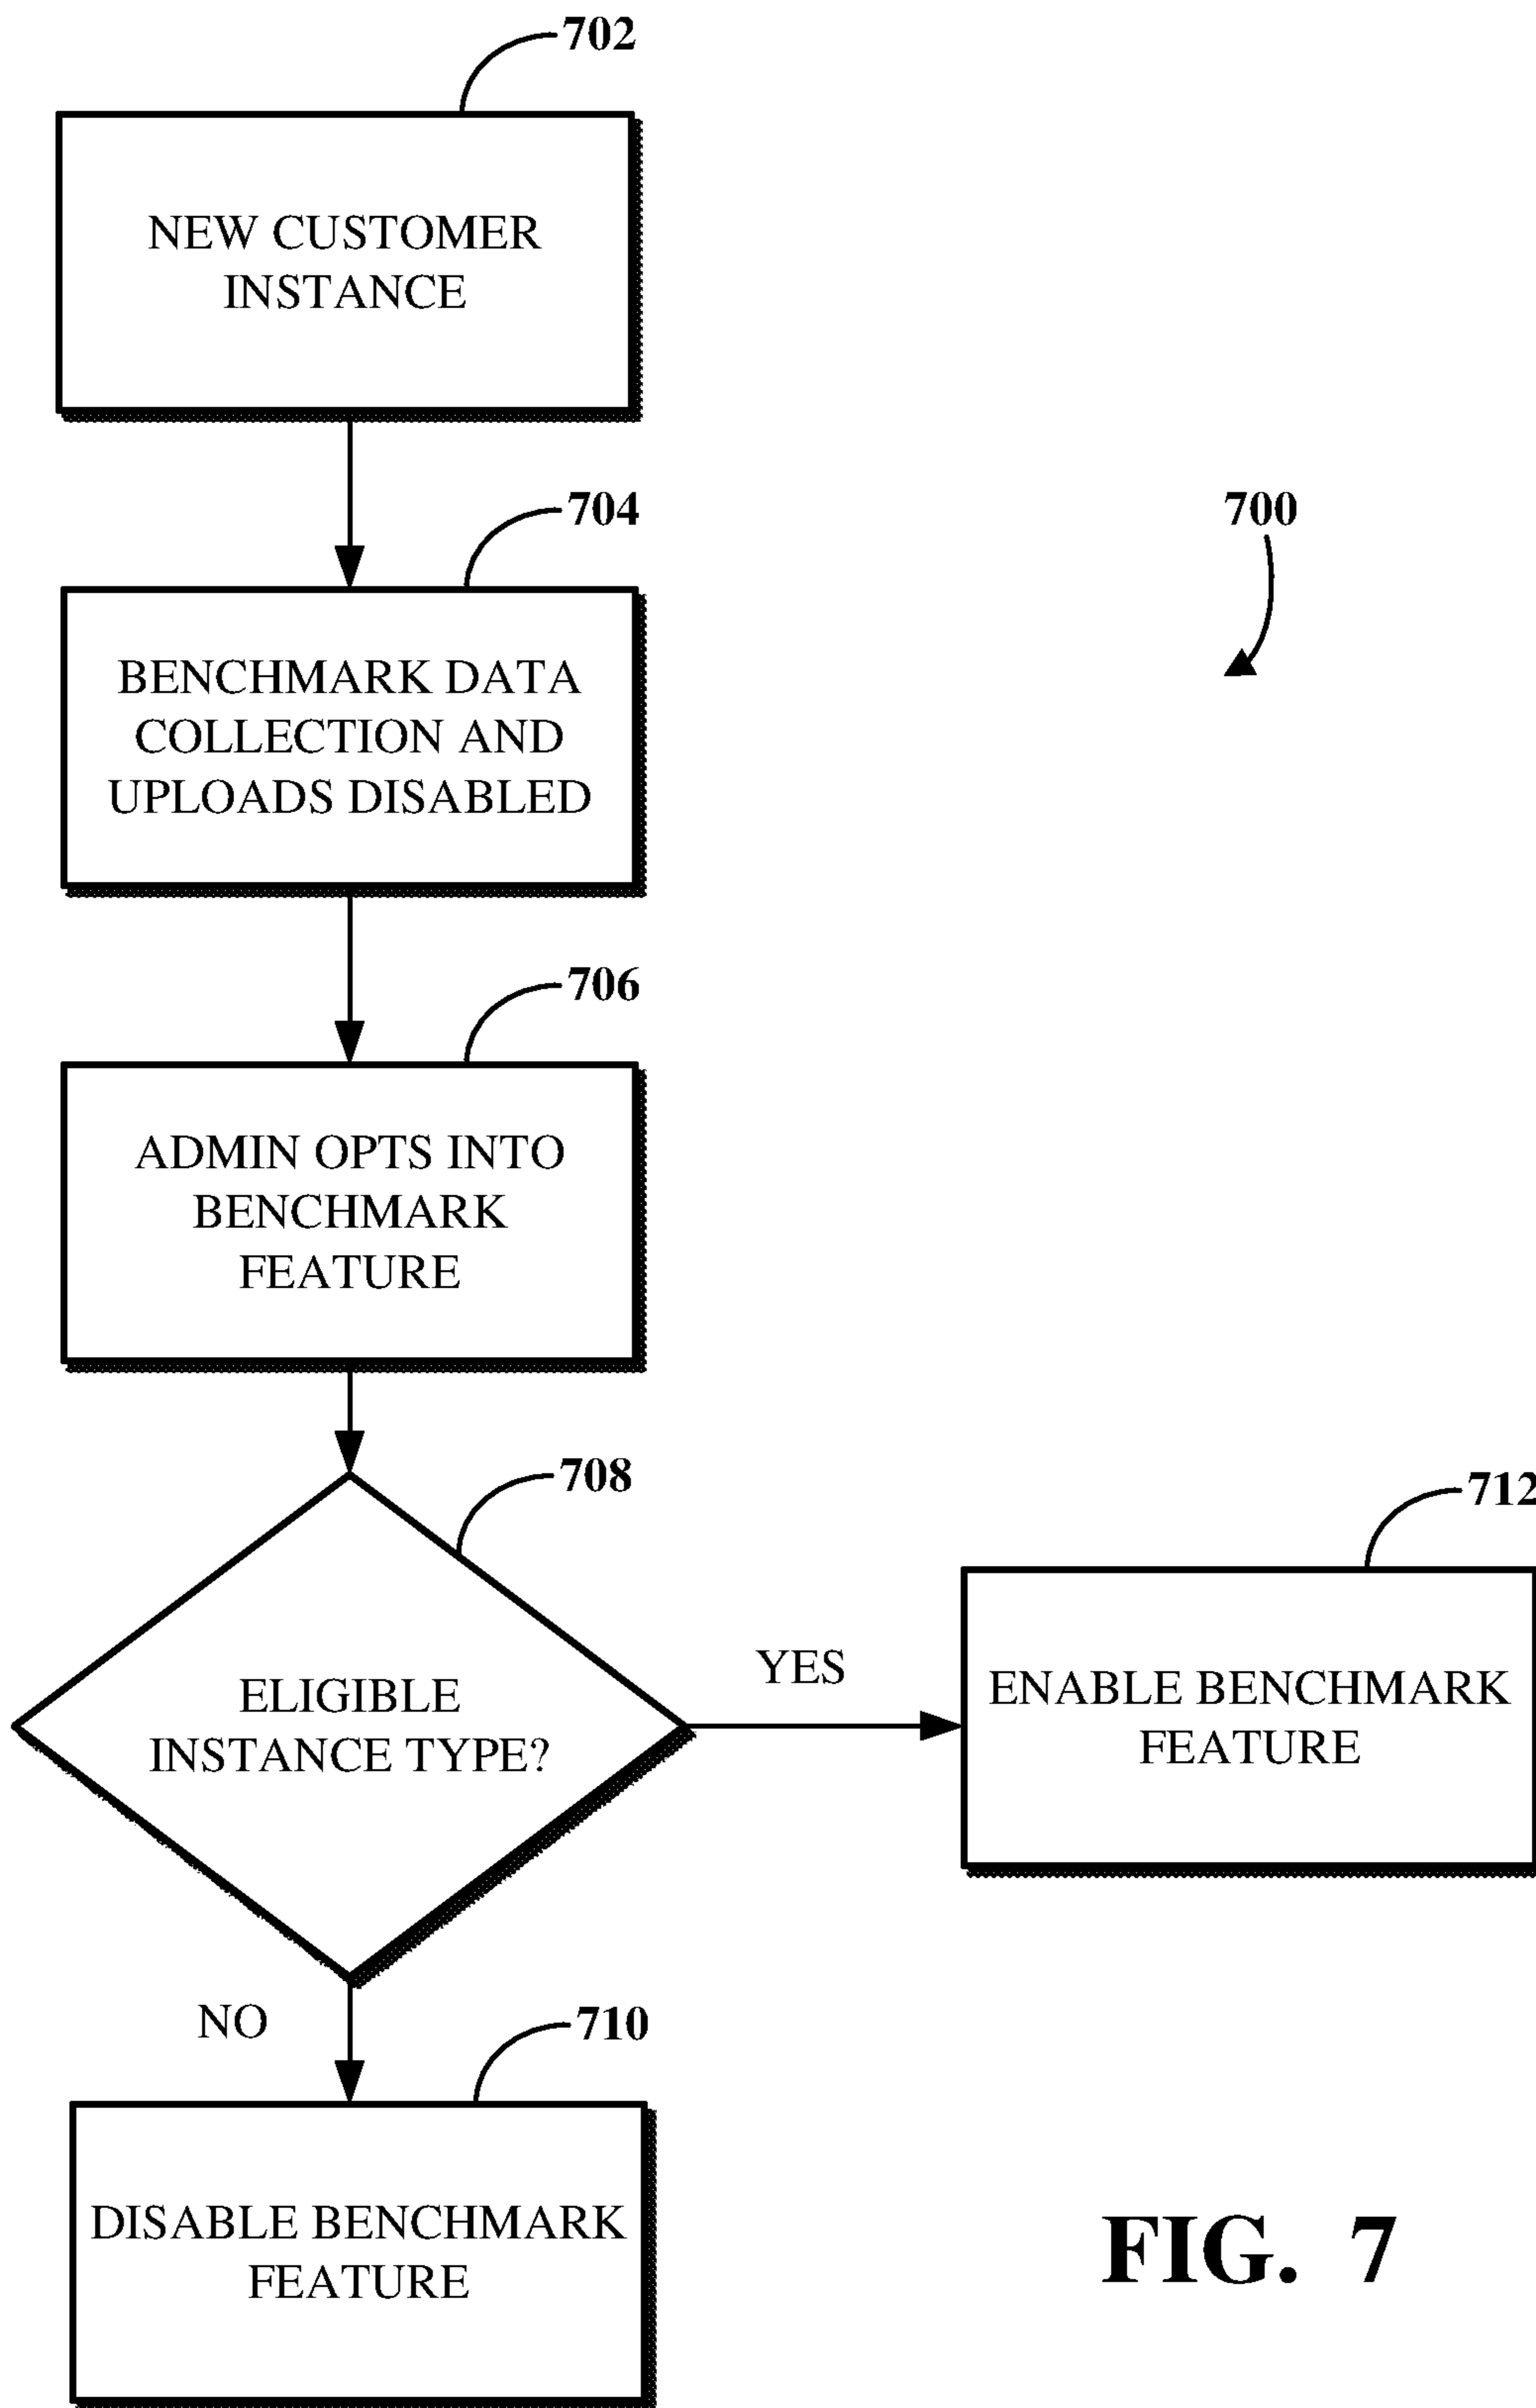 702
NEW CUSTOMER
INSTANCE
704
700
BENCHMARK DATA
COLLECTION AND
UPLOADS DISABLED
706
ADMIN OPTS INTO
BENCHMARK
FEATURE
708
712
ELIGIBLE
INSTANCE TYPE?
YES
ENABLE BENCHMARK
FEATURE
NO
710
DISABLE BENCHMARK
FEATURE
FIG. 7